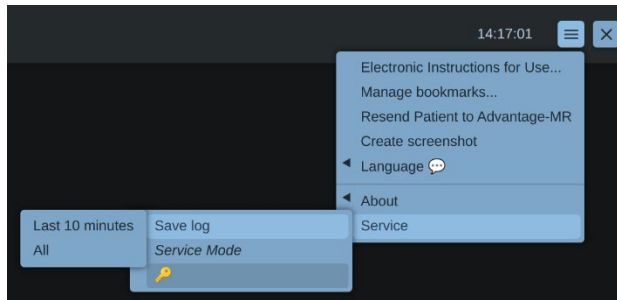 14:17:01
Electronic Instructions for Use...
Manage bookmarks...
Resend Patient to Advantage-MR
Create screenshot
Language 💬
About
Service
Save log
Service Mode
🔑
Last 10 minutes
All